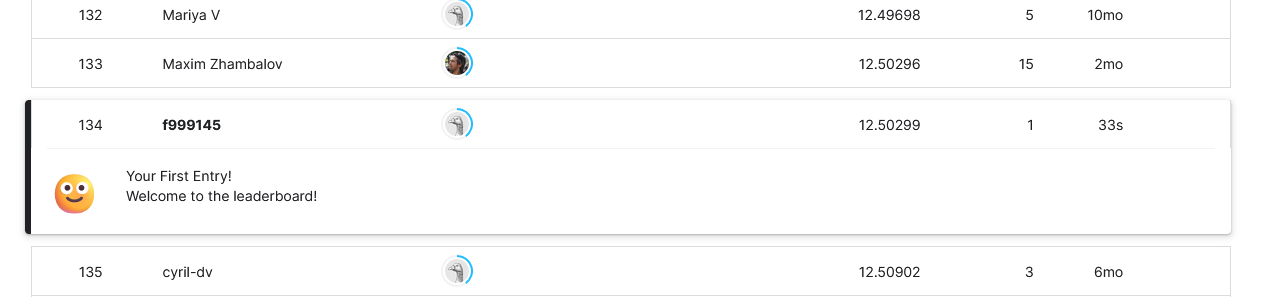 132 Mariya V 12.49698 5 10mo
133 Maxim Zhambalov 12.50296 15 2mo
134 f999145 12.50299 1 33s
Your First Entry!
Welcome to the leaderboard!
135 cyril-dv 12.50902 3 6mo